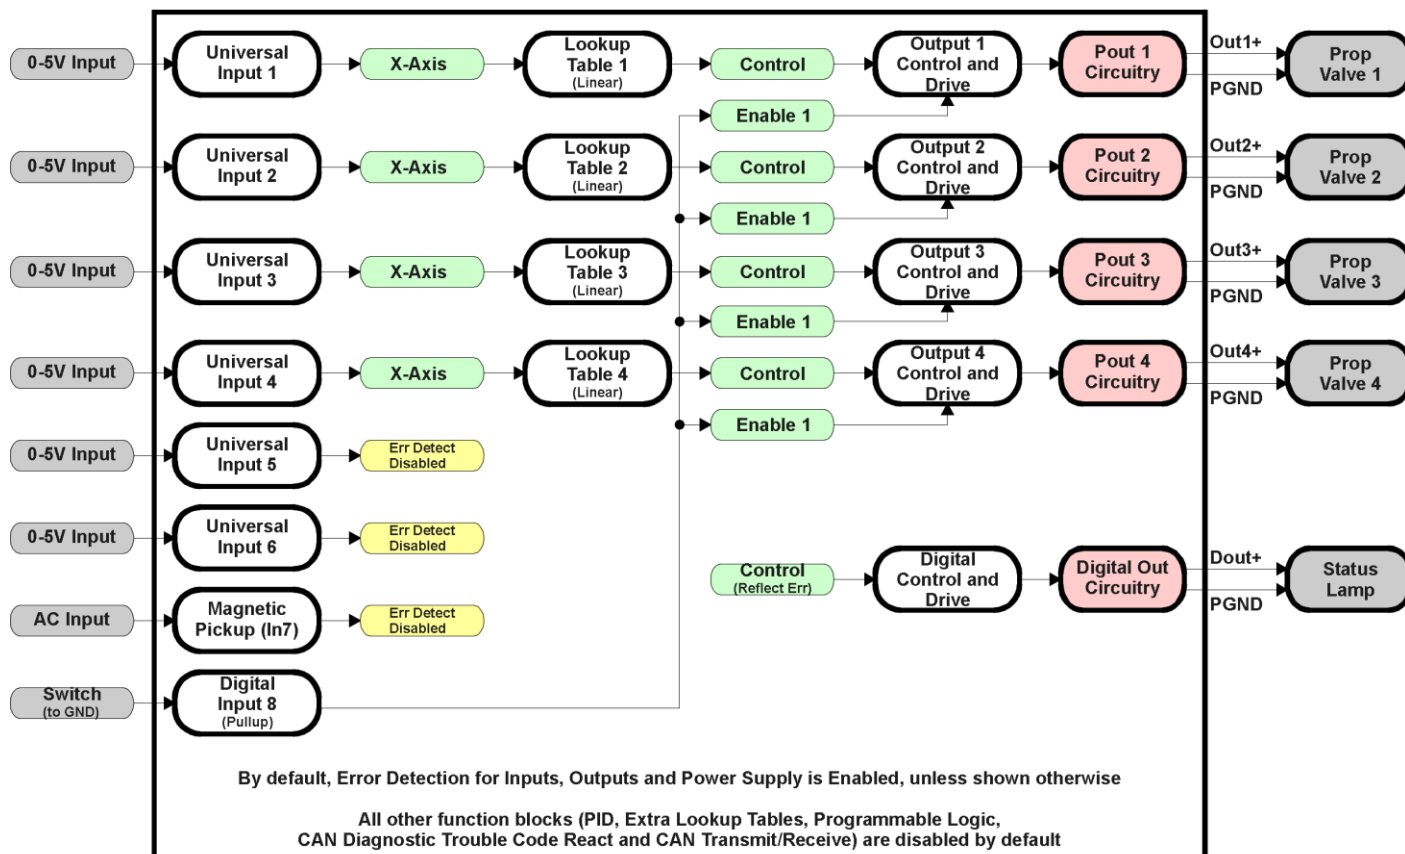 0-5V Input
Universal
Input 1
X-Axis
Lookup
Table 1
(Linear)
Control
Output 1
Control and
Drive
Pout 1
Circuitry
Out1+
PGND
Prop
Valve 1
Enable 1
0-5V Input
Universal
Input 2
X-Axis
Lookup
Table 2
(Linear)
Control
Output 2
Control and
Drive
Pout 2
Circuitry
Out2+
PGND
Prop
Valve 2
Enable 1
0-5V Input
Universal
Input 3
X-Axis
Lookup
Table 3
(Linear)
Control
Output 3
Control and
Drive
Pout 3
Circuitry
Out3+
PGND
Prop
Valve 3
Enable 1
0-5V Input
Universal
Input 4
X-Axis
Lookup
Table 4
(Linear)
Control
Output 4
Control and
Drive
Pout 4
Circuitry
Out4+
PGND
Prop
Valve 4
Enable 1
0-5V Input
Universal
Input 5
Err Detect
Disabled
0-5V Input
Universal
Input 6
Err Detect
Disabled
Control
(Reflect Err)
Digital
Control and
Drive
Digital Out
Circuitry
Dout+
PGND
Status
Lamp
AC Input
Magnetic
Pickup (In7)
Err Detect
Disabled
Switch
(to GND)
Digital
Input 8
(Pullup)
By default, Error Detection for Inputs, Outputs and Power Supply is Enabled, unless shown otherwise
All other function blocks (PID, Extra Lookup Tables, Programmable Logic,
CAN Diagnostic Trouble Code React and CAN Transmit/Receive) are disabled by default